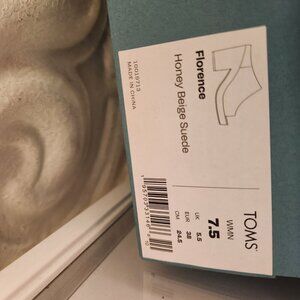 10019713
MADE IN CHINA
Florence
Honey Beige Suede
TOMS
WMN
7.5
UK 5.5
EUR 38
CM 24.5